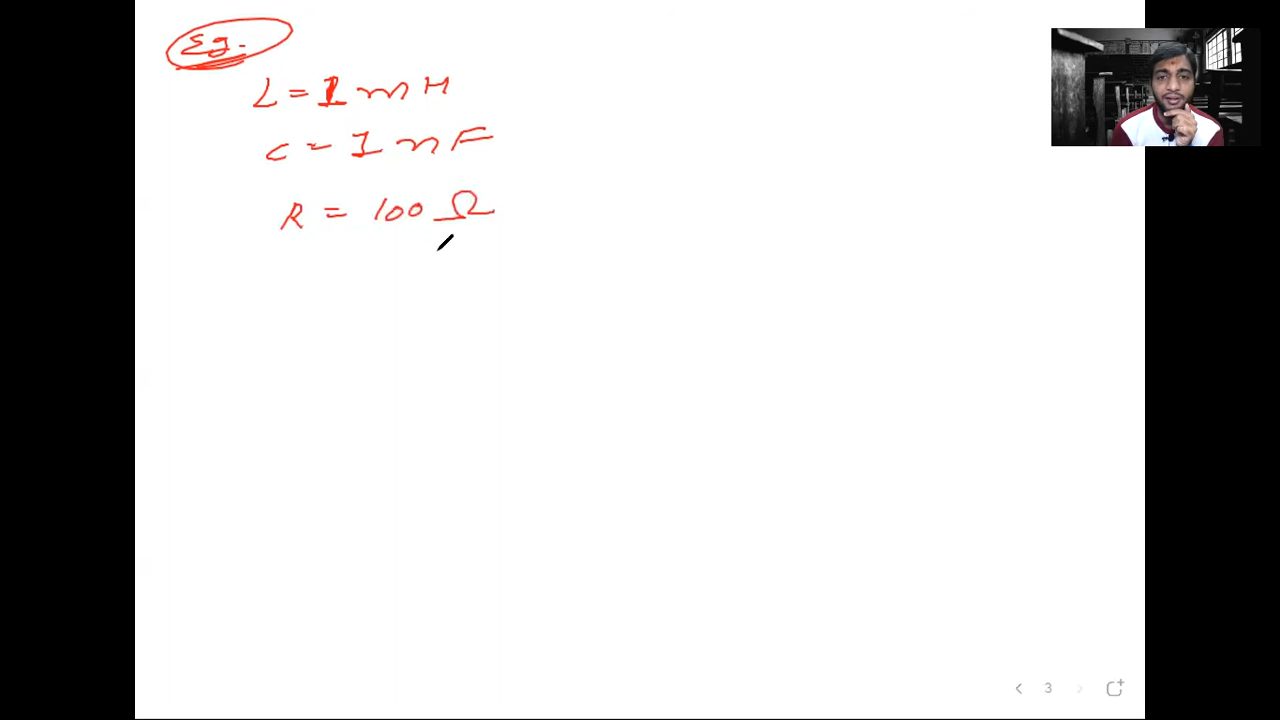 Eg.
L = 1 mH
C = 1 nF
R = 100 Ω
3